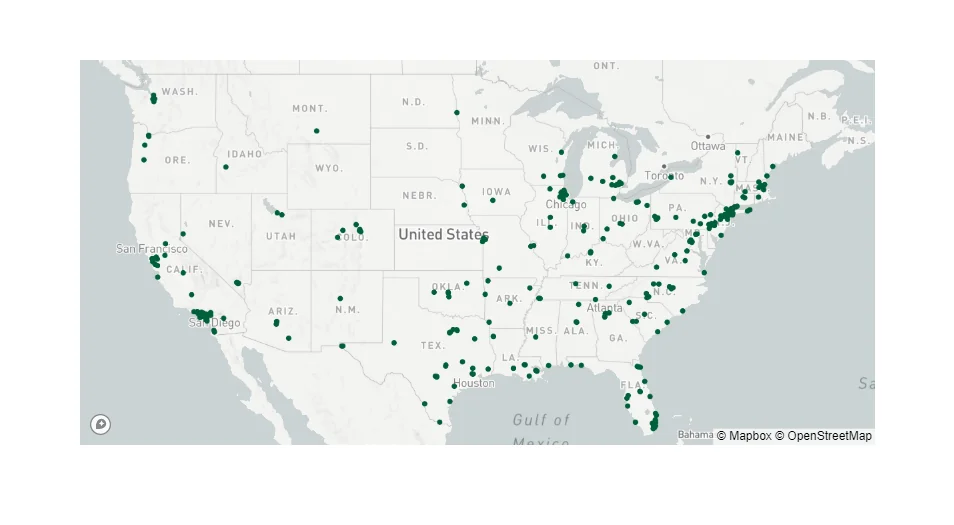 ONT.
WASH.
MONT.
N.D.
MINN.
N.B.
P.E.I.
MAINE
N.S.
Ottawa
ORE.
IDAHO
S.D.
WIS.
MICH.
VT.
Toronto
WYO.
N.Y.
MASS.
NEBR.
IOWA
Chicago
PA.
NEV.
UTAH
COLO.
United States
ILL.
IND.
OHIO
MD.
San Francisco
W.VA.
CALIF.
KY.
VA.
OKLA.
ARK.
TENN.
N.C.
San Diego
ARIZ.
N.M.
Atlanta
S.C.
MISS.
ALA.
GA.
TEX.
LA.
Houston
FLA.
Sa
Gulf of
Mexico
Bahama
© Mapbox © OpenStreetMap